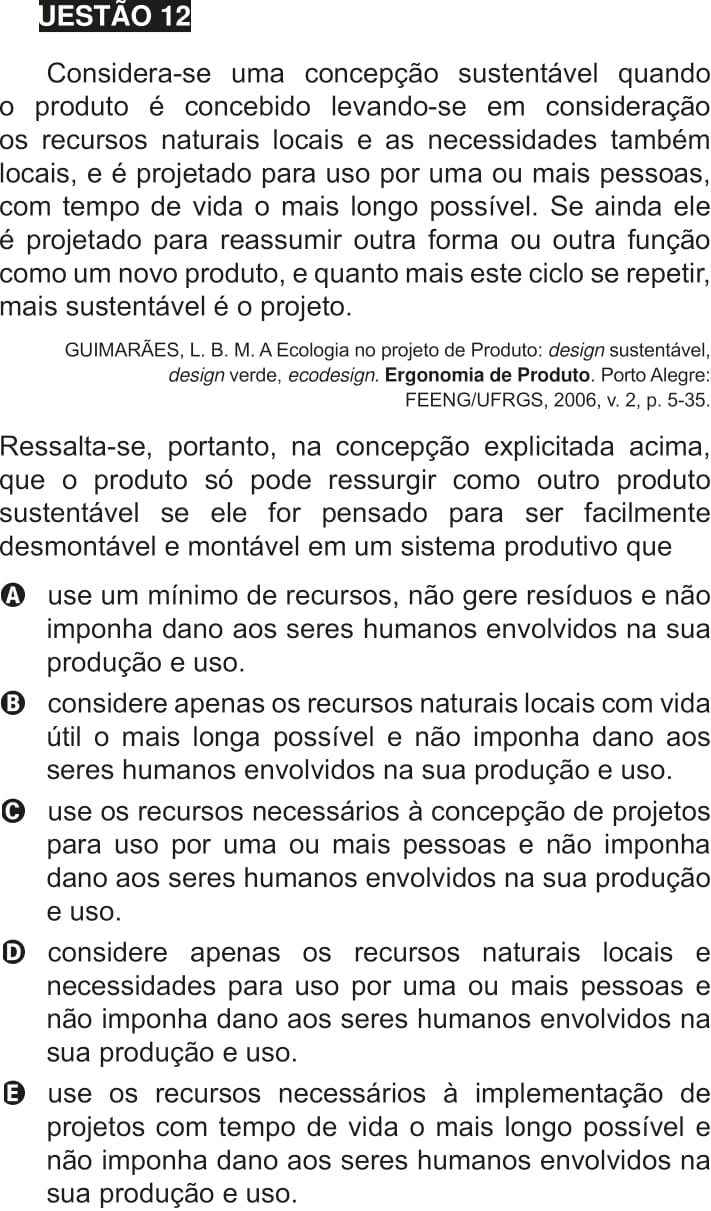 UESTÃO 12
Considera-se uma concepção sustentável quando
o produto é concebido levando-se em consideração
os recursos naturais locais e as necessidades também
locais, e é projetado para uso por uma ou mais pessoas,
com tempo de vida o mais longo possível. Se ainda ele
é projetado para reassumir outra forma ou outra função
como um novo produto, e quanto mais este ciclo se repetir,
mais sustentável é o projeto.
GUIMARÃES, L. B. M. A Ecologia no projeto de Produto: design sustentável,
design verde, ecodesign. Ergonomia de Produto. Porto Alegre:
FEENG/UFRGS, 2006, v. 2, p. 5-35.
Ressalta-se, portanto, na concepção explicitada acima,
que o produto só pode ressurgir como outro produto
sustentável se ele for pensado para ser facilmente
desmontável e montável em um sistema produtivo que
A use um mínimo de recursos, não gere resíduos e não
imponha dano aos seres humanos envolvidos na sua
produção e uso.
B considere apenas os recursos naturais locais com vida
útil o mais longa possível e não imponha dano aos
seres humanos envolvidos na sua produção e uso.
C use os recursos necessários à concepção de projetos
para uso por uma ou mais pessoas e não imponha
dano aos seres humanos envolvidos na sua produção
e uso.
D considere apenas os recursos naturais locais e
necessidades para uso por uma ou mais pessoas e
não imponha dano aos seres humanos envolvidos na
sua produção e uso.
E use os recursos necessários à implementação de
projetos com tempo de vida o mais longo possível e
não imponha dano aos seres humanos envolvidos na
sua produção e uso.